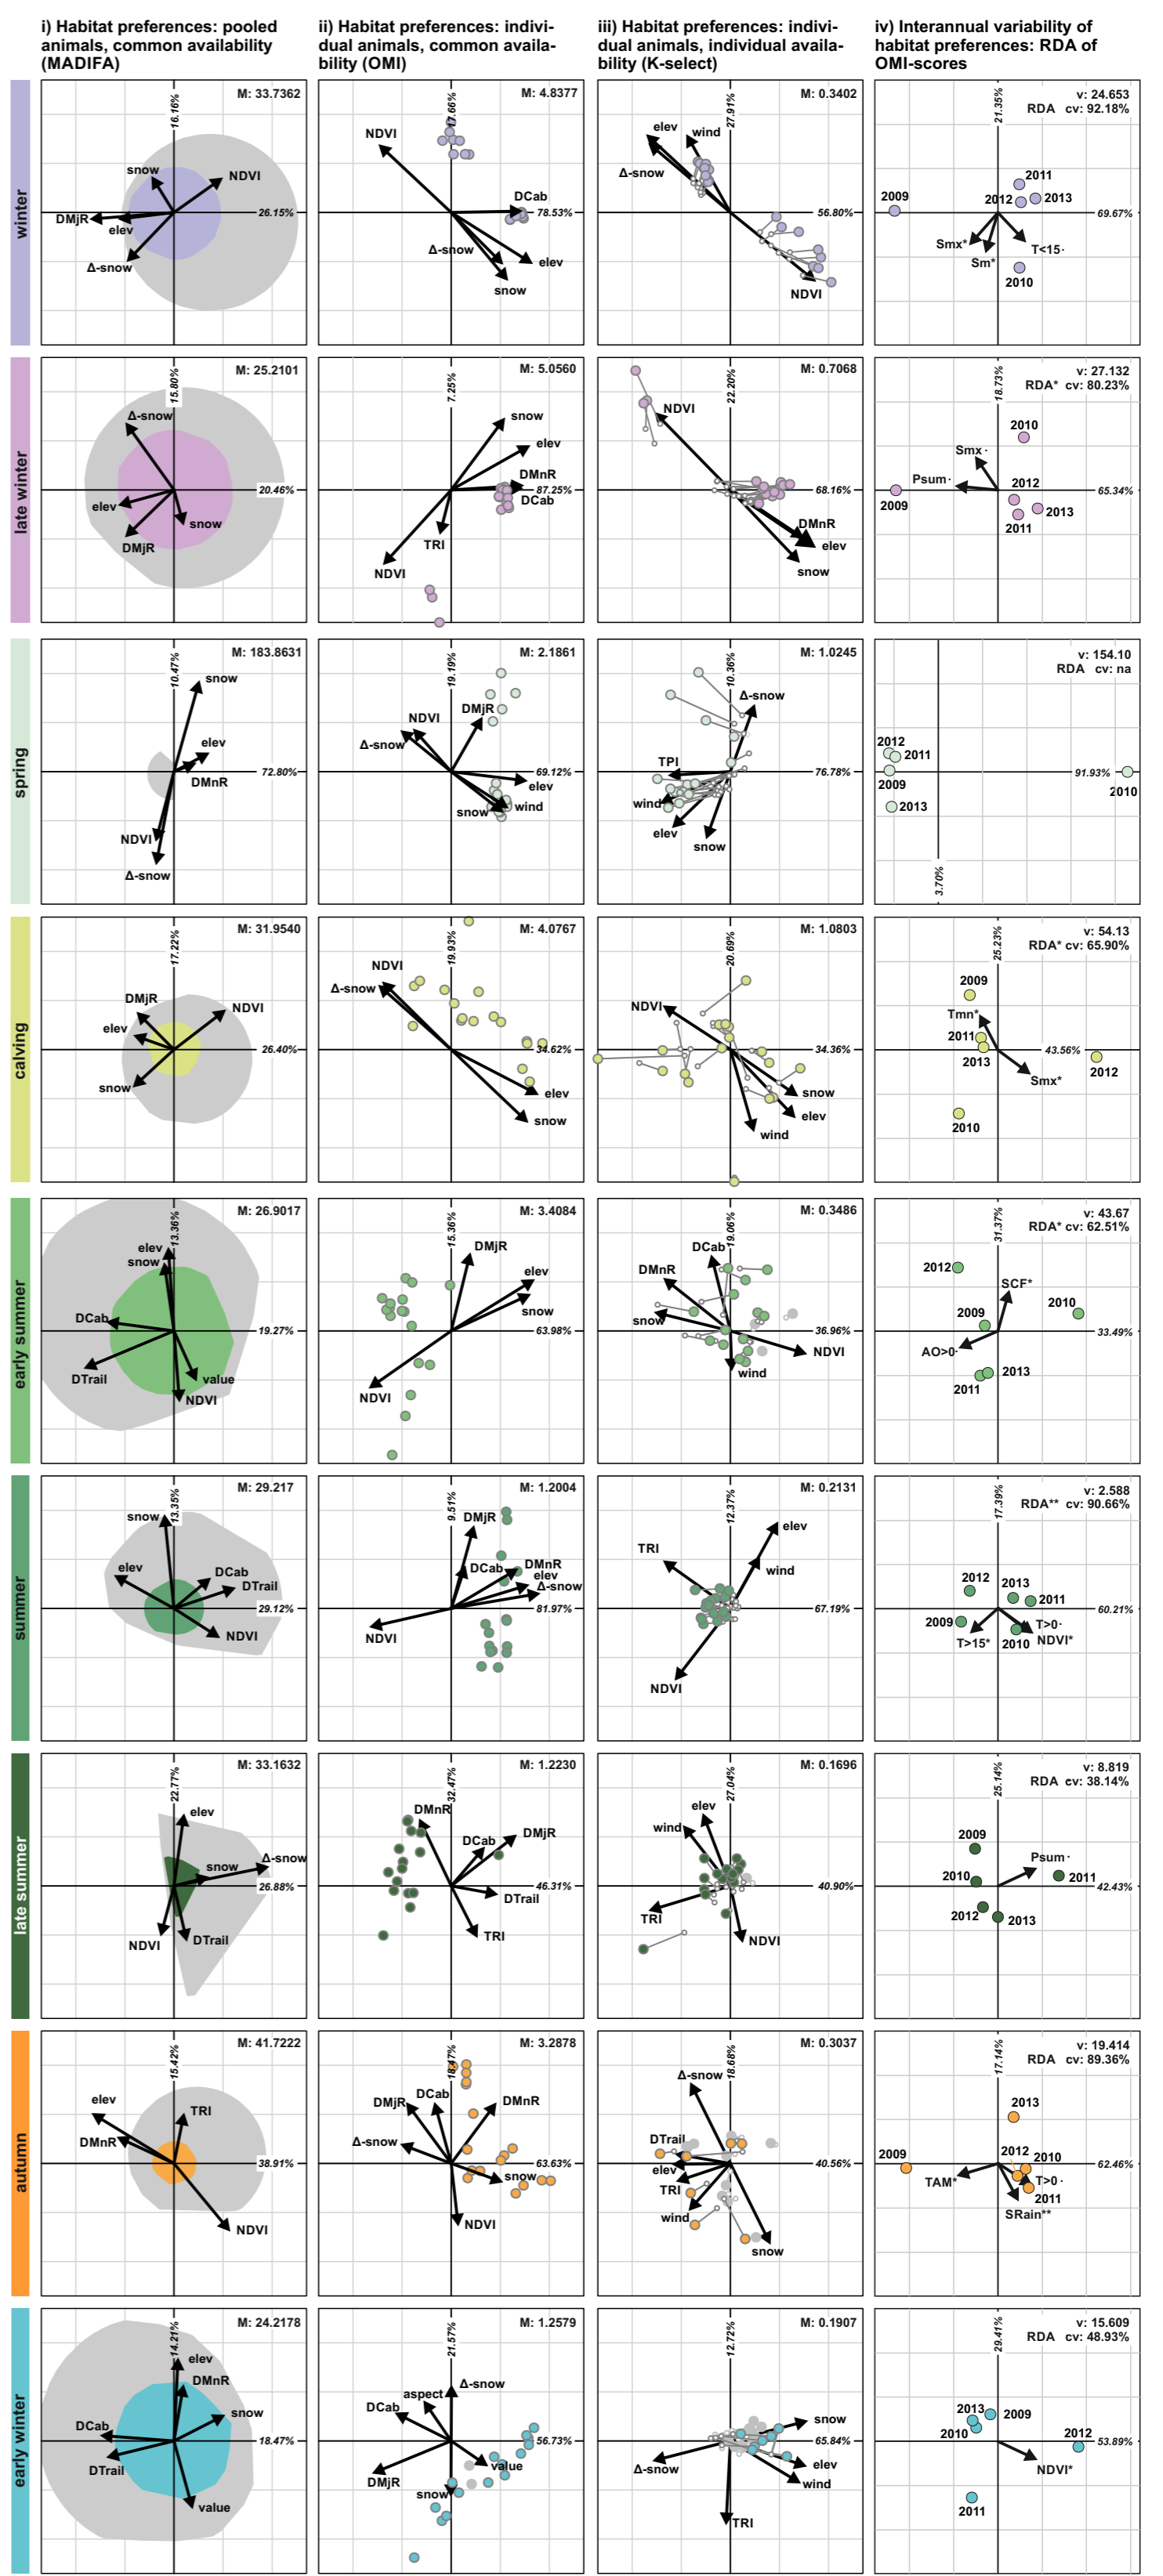 i) Habitat preferences: pooled
animals, common availability
(MADIFA)
ii) Habitat preferences: indivi-
dual animals, common availa-
bility (OMI)
iii) Habitat preferences: indivi-
dual animals, individual availa-
bility (K-select)
iv) Interannual variability of
habitat preferences: RDA of
OMI-scores
winter
M: 33.7362
16.16%
snow
NDVI
26.15%
DMjR
elev
Δ-snow
M: 4.8377
17.66%
NDVI
DCab
78.53%
Δ-snow
elev
snow
M: 0.3402
27.91%
elev
wind
Δ-snow
56.80%
NDVI
v: 24.653
RDA cv: 92.18%
21.35%
2011
2009
2012
2013
69.67%
Smx*
Sm*
T<15·
2010
late winter
M: 25.2101
15.80%
Δ-snow
20.46%
elev
snow
DMjR
M: 5.0560
7.25%
snow
elev
DMnR
87.25%
DCab
TRI
NDVI
M: 0.7068
22.20%
NDVI
68.16%
DMnR
elev
snow
v: 27.132
RDA* cv: 80.23%
18.73%
2010
Smx·
Psum·
2012
65.34%
2009
2013
2011
spring
M: 183.8631
10.47%
snow
elev
72.80%
DMnR
NDVI
Δ-snow
M: 2.1861
19.19%
DMjR
NDVI
Δ-snow
69.12%
elev
snow
wind
M: 1.0245
10.36%
Δ-snow
TPI
76.78%
wind
elev
snow
v: 154.10
RDA cv: na
2012
2011
91.93%
2009
2010
2013
3.70%
calving
M: 31.9540
17.22%
DMjR
NDVI
elev
26.40%
snow
M: 4.0767
19.93%
NDVI
Δ-snow
34.62%
elev
snow
M: 1.0803
20.69%
NDVI
34.36%
snow
elev
wind
v: 54.13
RDA* cv: 65.90%
25.23%
2009
Tmn*
2011
43.56%
2013
2012
Smx*
2010
early summer
M: 26.9017
13.36%
elev
snow
DCab
19.27%
DTrail
value
NDVI
M: 3.4084
15.36%
DMjR
elev
snow
63.98%
NDVI
M: 0.3486
19.06%
DCab
DMnR
snow
36.96%
NDVI
wind
v: 43.67
RDA* cv: 62.51%
31.37%
2012
SCF*
2010
2009
33.49%
AO>0·
2013
2011
summer
M: 29.217
13.35%
snow
elev
DCab
DTrail
29.12%
NDVI
M: 1.2004
9.51%
DMjR
DCab
DMnR
elev
Δ-snow
81.97%
NDVI
M: 0.2131
12.37%
elev
TRI
wind
67.19%
NDVI
v: 2.588
RDA** cv: 90.66%
17.39%
2012
2013
2011
60.21%
2009
T>0·
T>15*
2010
NDVI*
late summer
M: 33.1632
22.77%
elev
Δ-snow
snow
26.88%
NDVI
DTrail
M: 1.2230
32.47%
DMnR
DMjR
DCab
46.31%
DTrail
TRI
M: 0.1696
27.04%
elev
wind
40.90%
TRI
NDVI
v: 8.819
RDA cv: 38.14%
25.14%
2009
Psum·
2010
2011
42.43%
2012
2013
autumn
M: 41.7222
15.42%
elev
TRI
DMnR
38.91%
NDVI
M: 3.2878
18.47%
DCab
DMjR
DMnR
Δ-snow
63.63%
snow
NDVI
M: 0.3037
18.68%
Δ-snow
DTrail
40.56%
elev
TRI
wind
snow
v: 19.414
RDA cv: 89.36%
17.14%
2013
2009
2012
2010
62.46%
TAM*
T>0·
2011
SRain**
early winter
M: 24.2178
14.21%
elev
DMnR
snow
DCab
18.47%
DTrail
value
M: 1.2579
21.57%
Δ-snow
aspect
DCab
56.73%
value
DMjR
snow
M: 0.1907
12.72%
snow
65.84%
Δ-snow
elev
wind
TRI
v: 15.609
RDA cv: 48.93%
29.41%
2013
2009
2010
2012
53.89%
NDVI*
2011